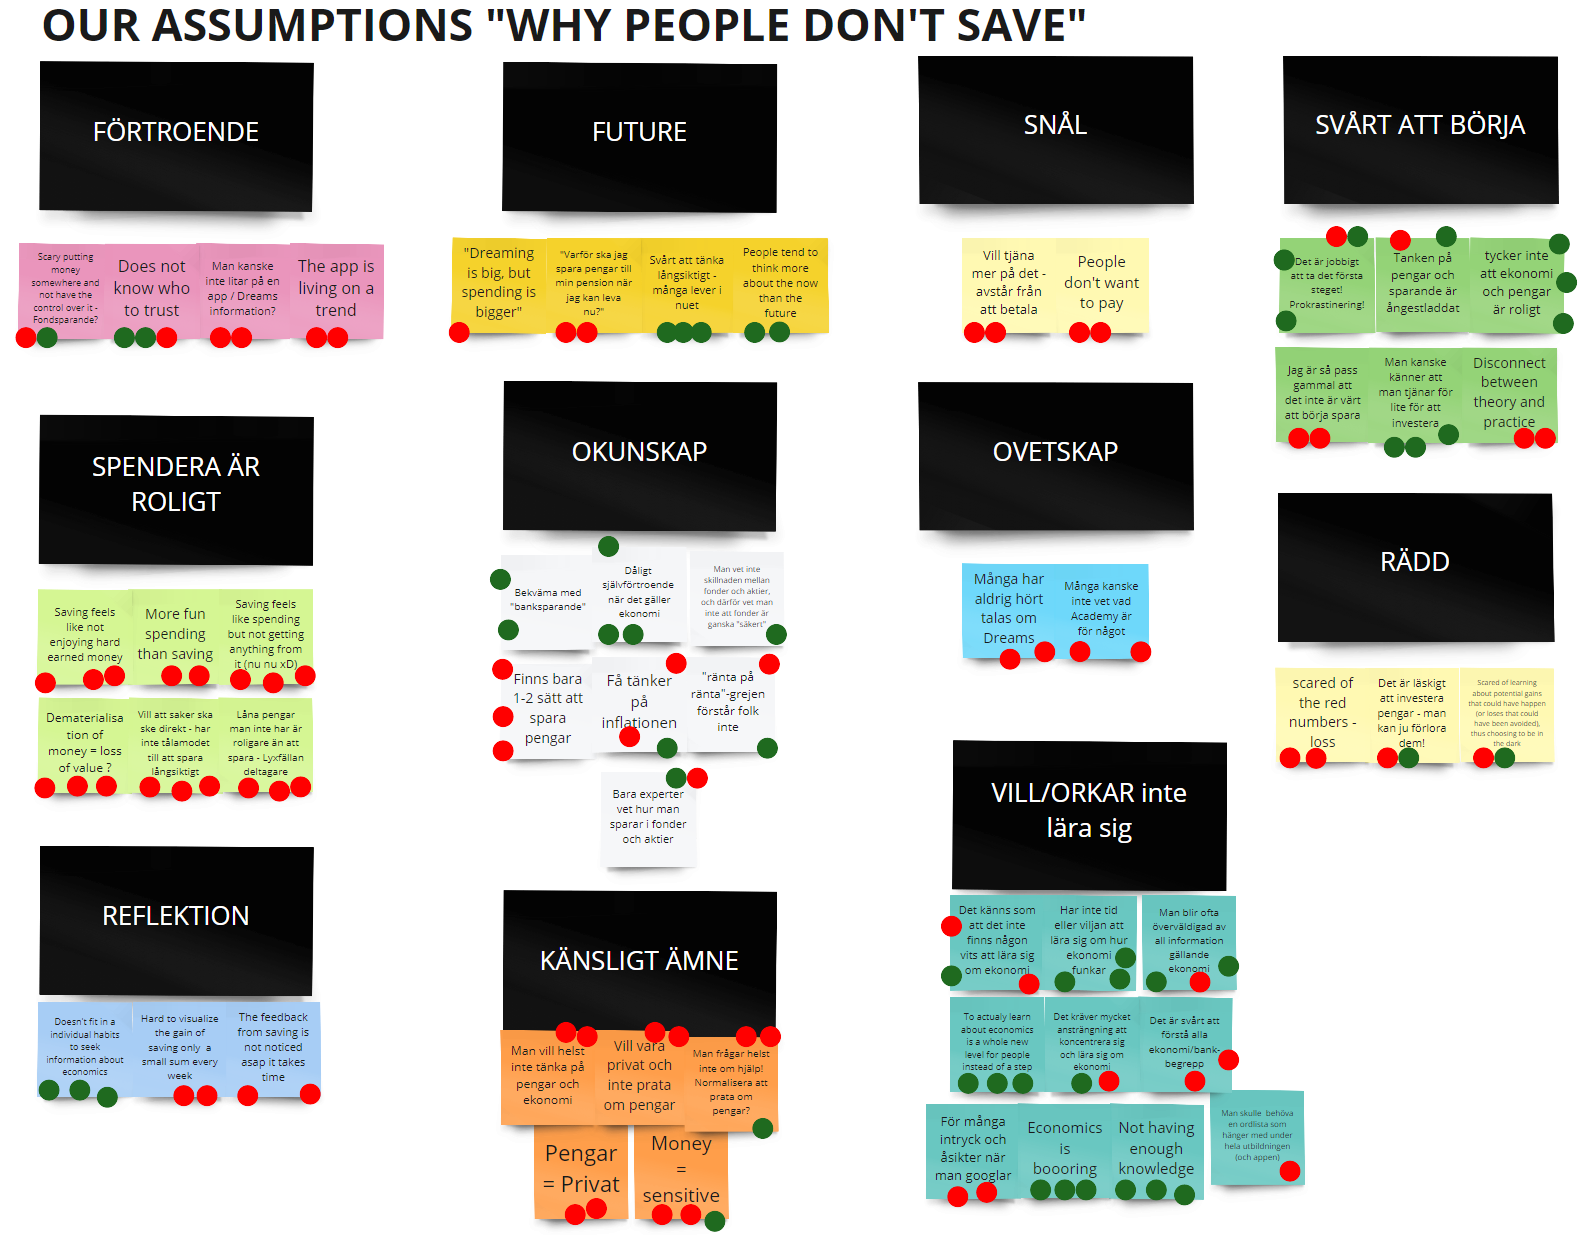 OUR ASSUMPTIONS "WHY PEOPLE DON'T SAVE"
FÖRTROENDE
Scary putting
money
somewhere and
not have the
control over it -
Fondsparande?
Does not
know who
to trust
Man kanske
inte litar på en
app / Dreams
information?
The app is
living on a
trend
SPENDERA ÄR
ROLIGT
Saving feels
like not
enjoying hard
earned money
More fun
spending
than saving
Saving feels
like spending
but not getting
anything from
it (nu nu xD)
Dematerialisa
tion of
money = loss
of value ?
Vill att saker ska
ske direkt - har
inte tålamodet
till att spara
långsiktigt
Låna pengar
man inte har är
roligare än att
spara - Lyxfällan
deltagare
REFLEKTION
Doesn't fit in a
individual habits
to seek
information about
economics
Hard to visualize
the gain of
saving only a
small sum every
week
The feedback
from saving is
not noticed
asap it takes
time
FUTURE
"Dreaming
is big, but
spending is
bigger"
"Varför ska jag
spara pengar till
min pension när
jag kan leva
nu?"
Svårt att tänka
långsiktigt -
många lever i
nuet
People tend to
think more
about the now
than the
future
OKUNSKAP
Bekväma med
"banksparande"
Dåligt
självförtroende
när det gäller
ekonomi
Man vet inte
skillnaden mellan
fonder och aktier,
och därför vet man
inte att fonder är
ganska "säkert"
Finns bara
1-2 sätt att
spara
pengar
Få tänker
på
inflationen
"ränta på
ränta"-grejen
förstår folk
inte
Bara experter
vet hur man
sparar i fonder
och aktier
KÄNSLIGT ÄMNE
Man vill helst
inte tänka på
pengar och
ekonomi
Vill vara
privat och
inte prata
om pengar
Man frågar helst
inte om hjälp!
Normalisera att
prata om
pengar?
Pengar
= Privat
Money
=
sensitive
SNÅL
Vill tjäna
mer på det -
avstår från
att betala
People
don't want
to pay
OVETSKAP
Många har
aldrig hört
talas om
Dreams
Många kanske
inte vet vad
Academy är
för något
VILL/ORKAR inte
lära sig
Det känns som
att det inte
finns någon
vits att lära sig
om ekonomi
Har inte tid
eller viljan att
lära sig om hur
ekonomi
funkar
Man blir ofta
överväldigad av
all information
gällande
ekonomi
To actualy learn
about economics
is a whole new
level for people
instead of a step
Det kräver mycket
ansträngning att
koncentrera sig
och lära sig om
ekonomi
Det är svårt att
förstå alla
ekonomi/bank-
begrepp
För många
intryck och
åsikter när
man googlar
Economics
is
boooring
Not having
enough
knowledge
Man skulle behöva
en ordlista som
hänger med under
hela utbildningen
(och appen)
SVÅRT ATT BÖRJA
Det är jobbigt
att ta det första
steget!
Prokrastinering!
Tanken på
pengar och
sparande är
ångestladdat
tycker inte
att ekonomi
och pengar
är roligt
Jag är så pass
gammal att
det inte är värt
att börja spara
Man kanske
känner att
man tjänar för
lite för att
investera
Disconnect
between
theory and
practice
RÄDD
scared of
the red
numbers -
loss
Det är läskigt
att investera
pengar - man
kan ju förlora
dem!
Scared of learning
about potential gains
that could have happen
(or loses that could
have been avoided),
thus choosing to be in
the dark